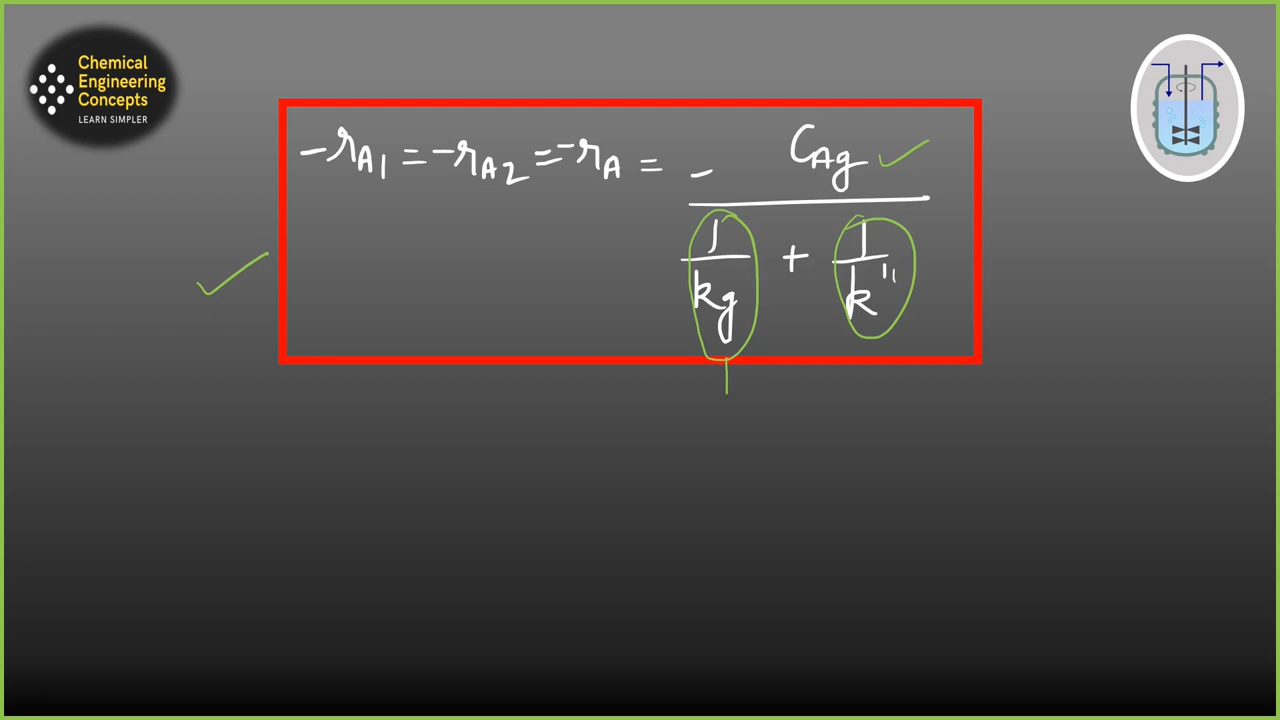 Chemical
Engineering
Concepts
LEARN SIMPLER
-rA1 = -rA2 = -rA = - CAg
1 + 1
kg k"